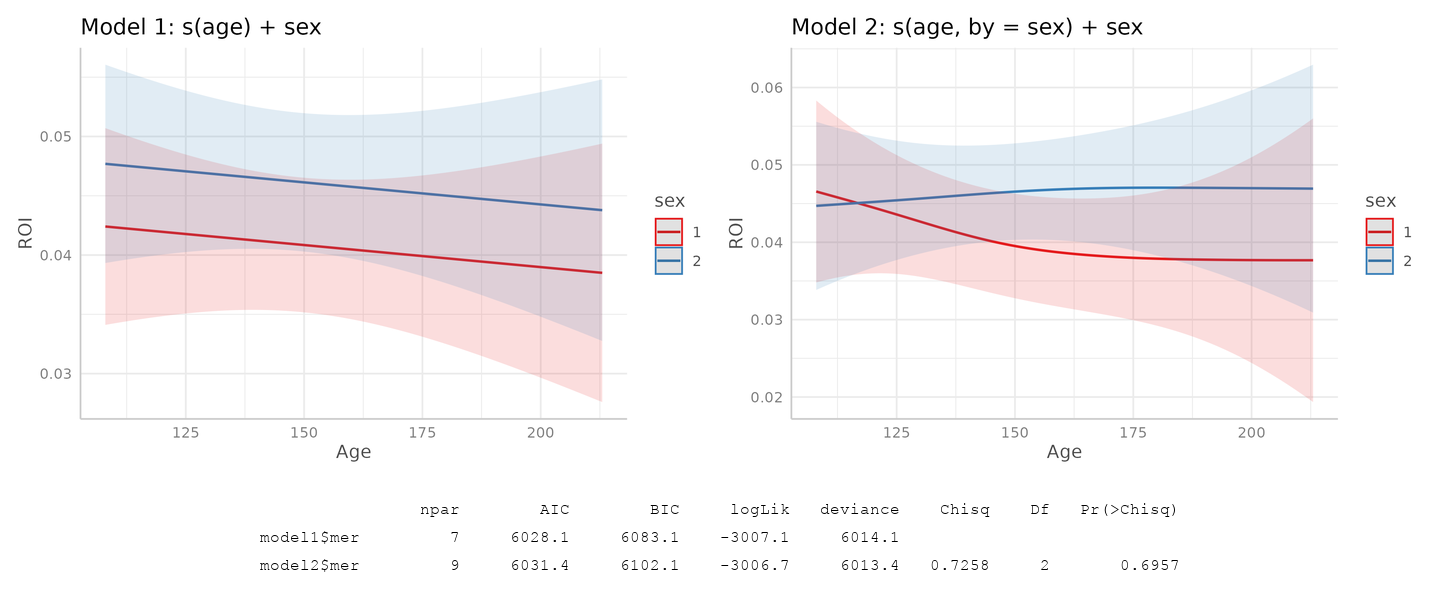 Model 1: s(age) + sex
0.05
0.04
0.03
ROI
125 150 175 200
Age
sex
1
2
Model 2: s(age, by = sex) + sex
0.06
0.05
0.04
0.03
0.02
ROI
125 150 175 200
Age
sex
1
2
npar AIC BIC logLik deviance Chisq Df Pr(>Chisq)
model1$mer 7 6028.1 6083.1 -3007.1 6014.1
model2$mer 9 6031.4 6102.1 -3006.7 6013.4 0.7258 2 0.6957